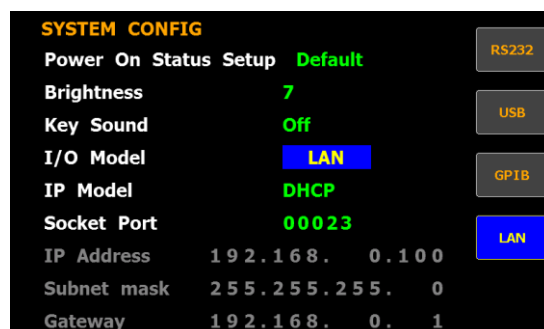 SYSTEM CONFIG
Power On Status Setup Default
Brightness 7
Key Sound Off
I/O Model LAN
IP Model DHCP
Socket Port 00023
IP Address 192.168. 0.100
Subnet mask 255.255.255. 0
Gateway 192.168. 0. 1
RS232
USB
GPIB
LAN